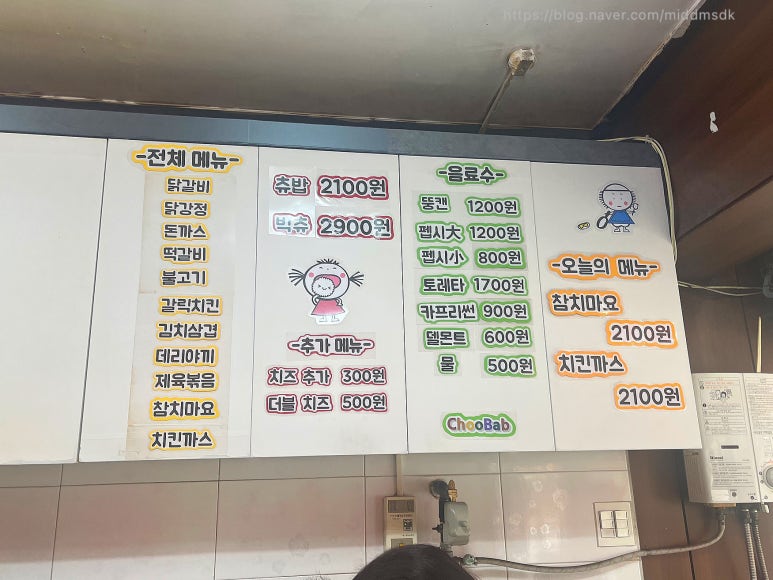 https://blog.naver.com/middmsdk
-전체 메뉴-
닭갈비
닭강정
돈까스
떡갈비
불고기
갈릭치킨
김치삼겹
데리야끼
제육볶음
참치마요
치킨까스
츄밥 2100원
빅츄 2900원
-추가 메뉴-
치즈 추가 300원
더블 치즈 500원
-음료수-
뚱캔 1200원
펩시大 1200원
펩시小 800원
토레타 1700원
카프리썬 900원
델몬트 600원
물 500원
ChooBab
-오늘의 메뉴-
참치마요
2100원
치킨까스
2100원
Rinnai